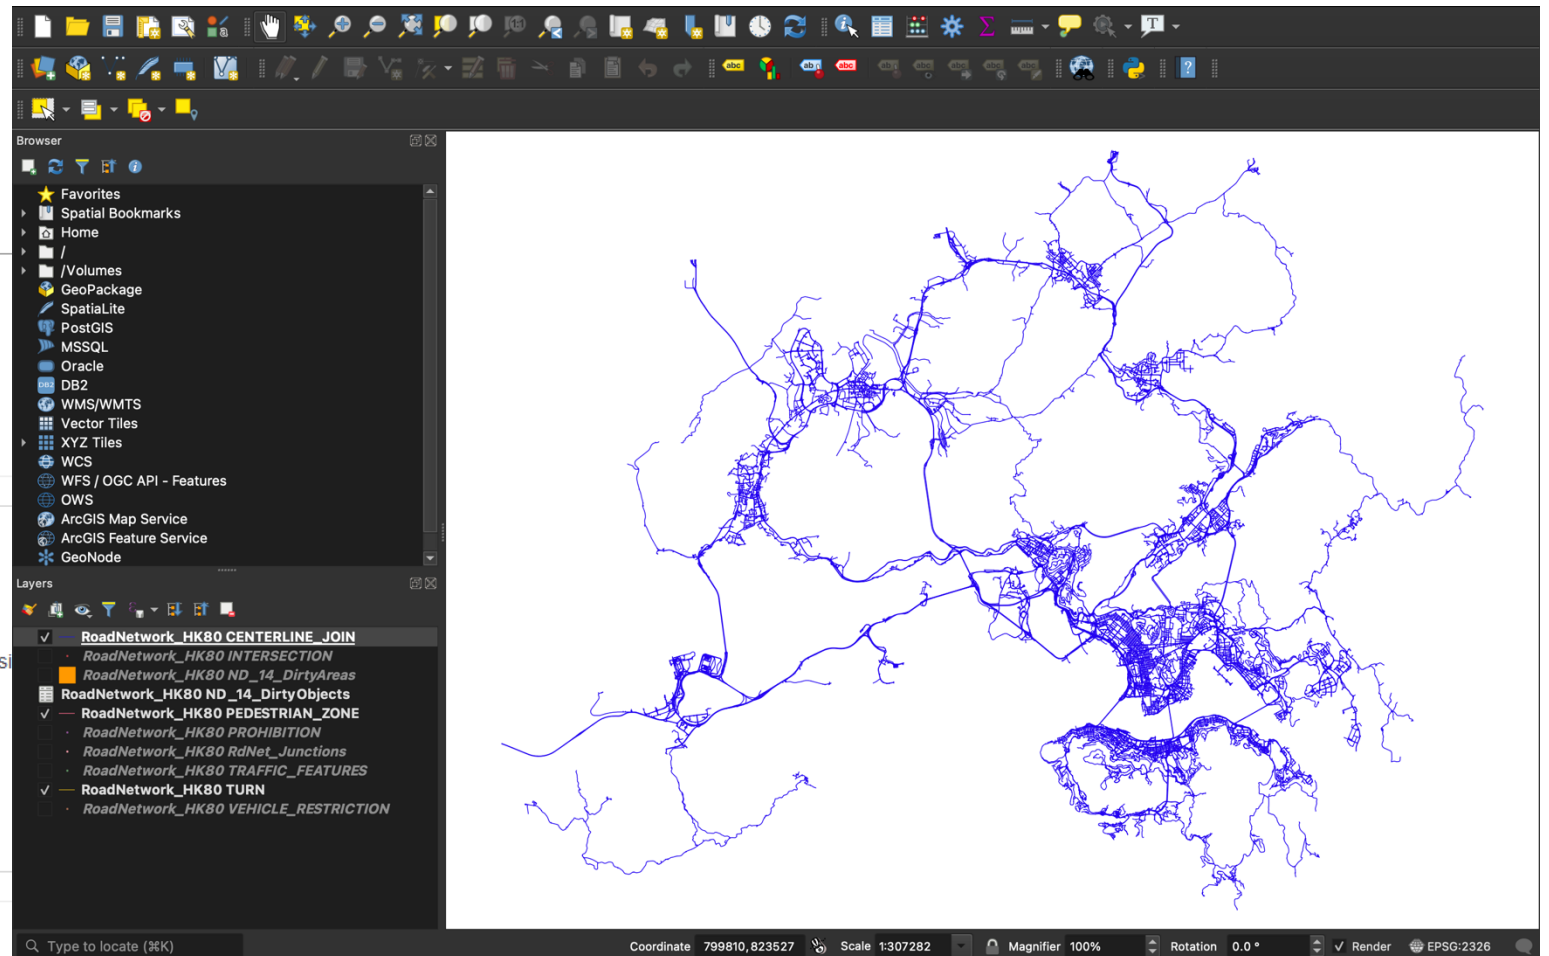 Browser
Favorites
Spatial Bookmarks
Home
/
/Volumes
GeoPackage
SpatiaLite
PostGIS
MSSQL
Oracle
DB2
WMS/WMTS
Vector Tiles
XYZ Tiles
WCS
WFS / OGC API - Features
OWS
ArcGIS Map Service
ArcGIS Feature Service
GeoNode
Layers
RoadNetwork_HK80 CENTERLINE_JOIN
RoadNetwork_HK80 INTERSECTION
RoadNetwork_HK80 ND_14_DirtyAreas
RoadNetwork_HK80 ND_14_DirtyObjects
RoadNetwork_HK80 PEDESTRIAN_ZONE
RoadNetwork_HK80 PROHIBITION
RoadNetwork_HK80 RdNet_Junctions
RoadNetwork_HK80 TRAFFIC_FEATURES
RoadNetwork_HK80 TURN
RoadNetwork_HK80 VEHICLE_RESTRICTION
Type to locate (⌘K) Coordinate 799810,823527 Scale 1:307282 Magnifier 100% Rotation 0.0 ° Render EPSG:2326